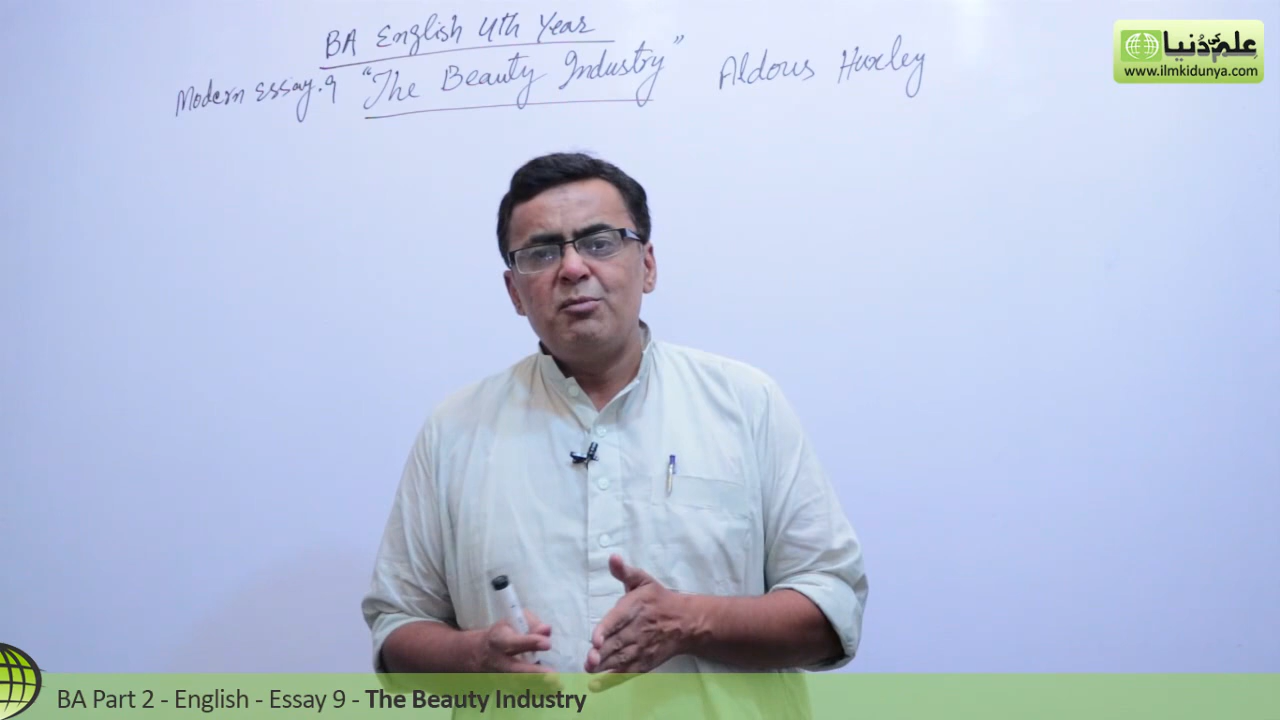 BA English 4th Year
Modern Essay.9 "The Beauty Industry" Aldous Huxley
علم کی دُنیا
www.ilmkidunya.com
BA Part 2 - English - Essay 9 - The Beauty Industry